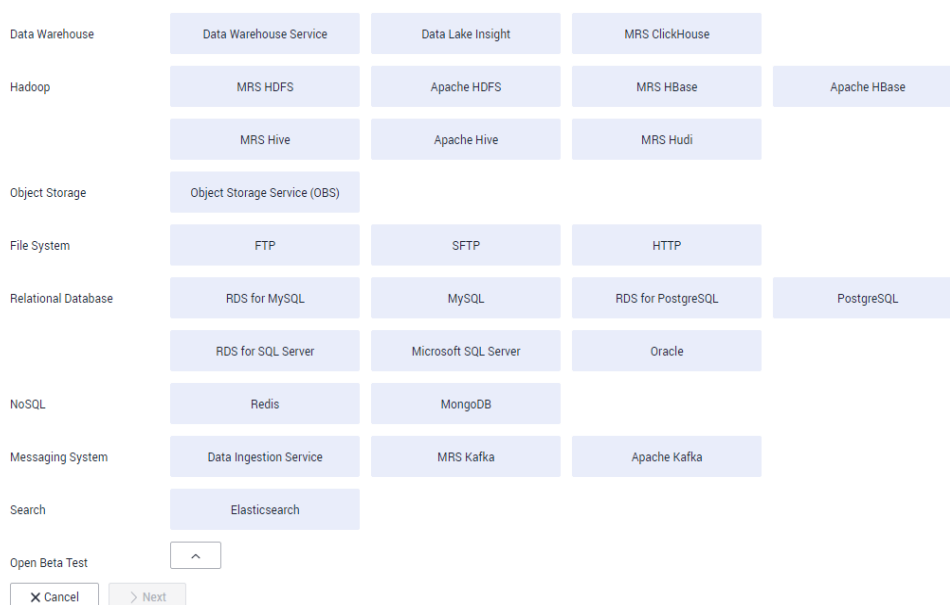 Data Warehouse Data Warehouse Service Data Lake Insight MRS ClickHouse
Hadoop MRS HDFS Apache HDFS MRS HBase Apache HBase
MRS Hive Apache Hive MRS Hudi
Object Storage Object Storage Service (OBS)
File System FTP SFTP HTTP
Relational Database RDS for MySQL MySQL RDS for PostgreSQL PostgreSQL
RDS for SQL Server Microsoft SQL Server Oracle
NoSQL Redis MongoDB
Messaging System Data Ingestion Service MRS Kafka Apache Kafka
Search Elasticsearch
Open Beta Test
Cancel Next